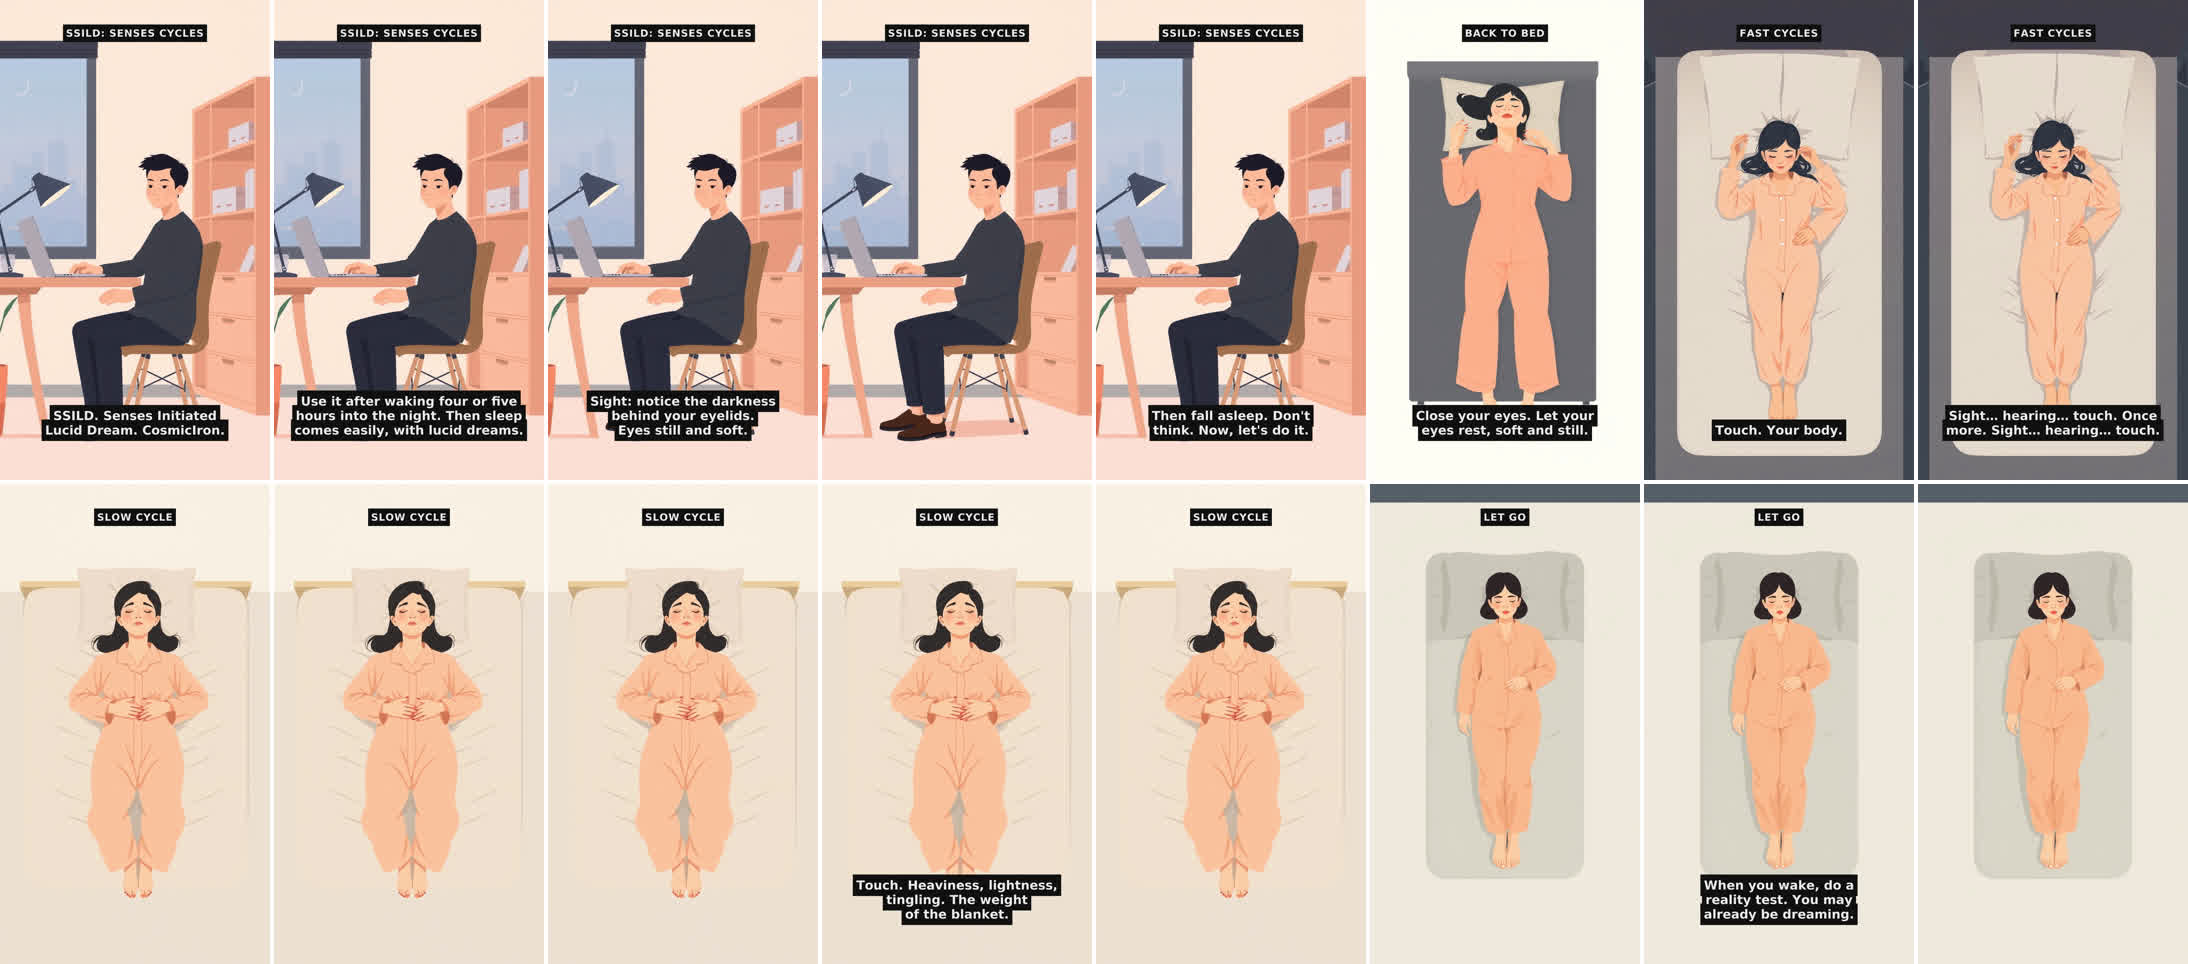 SSILD: SENSES CYCLES
SSILD. Senses Initiated
Lucid Dream. CosmicIron.
SSILD: SENSES CYCLES
Use it after waking four or five
hours into the night. Then sleep
comes easily, with lucid dreams.
SSILD: SENSES CYCLES
Sight: notice the darkness
behind your eyelids.
Eyes still and soft.
SSILD: SENSES CYCLES
SSILD: SENSES CYCLES
Then fall asleep. Don't
think. Now, let's do it.
BACK TO BED
Close your eyes. Let your
eyes rest, soft and still.
FAST CYCLES
Touch. Your body.
FAST CYCLES
Sight... hearing... touch. Once
more. Sight... hearing... touch.
SLOW CYCLE
SLOW CYCLE
SLOW CYCLE
SLOW CYCLE
Touch. Heaviness, lightness,
tingling. The weight
of the blanket.
SLOW CYCLE
LET GO
LET GO
When you wake, do a
reality test. You may
already be dreaming.